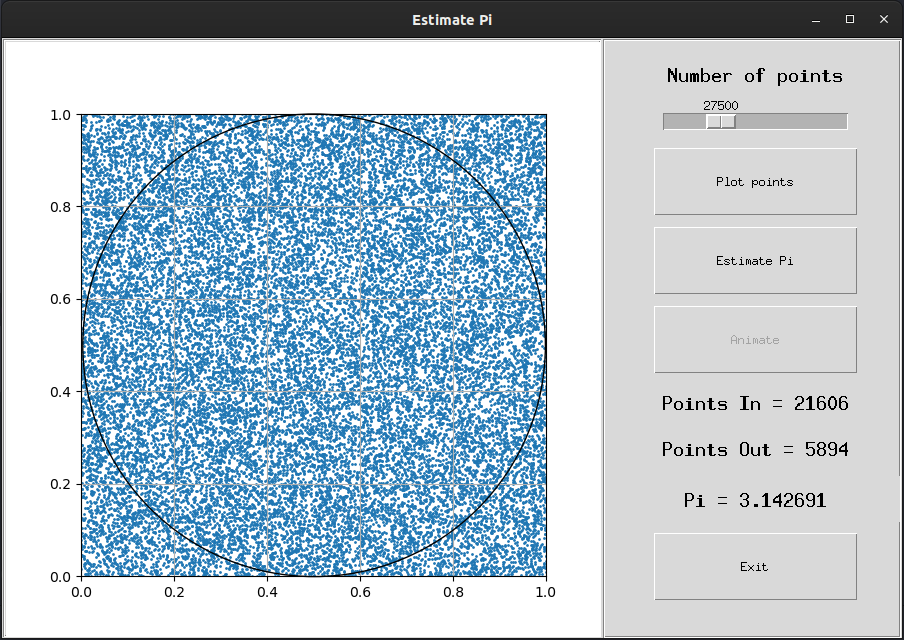 Estimate Pi
Number of points
27500
Plot points
Estimate Pi
Animate
Points In = 21606
Points Out = 5894
Pi = 3.142691
Exit
1.0
0.8
0.6
0.4
0.2
0.0
0.0 0.2 0.4 0.6 0.8 1.0